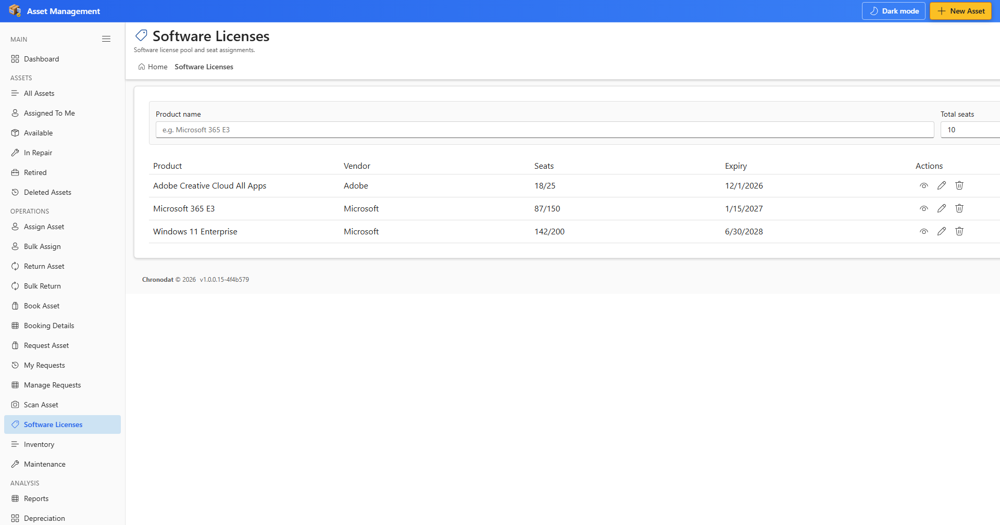 Asset Management
Dark mode
New Asset
MAIN
Dashboard
ASSETS
All Assets
Assigned To Me
Available
In Repair
Retired
Deleted Assets
OPERATIONS
Assign Asset
Bulk Assign
Return Asset
Bulk Return
Book Asset
Booking Details
Request Asset
My Requests
Manage Requests
Scan Asset
Software Licenses
Inventory
Maintenance
ANALYSIS
Reports
Depreciation
Software Licenses
Software license pool and seat assignments.
Home Software Licenses
Product name
e.g. Microsoft 365 E3
Total seats
10
Product Vendor Seats Expiry Actions
Adobe Creative Cloud All Apps Adobe 18/25 12/1/2026
Microsoft 365 E3 Microsoft 87/150 1/15/2027
Windows 11 Enterprise Microsoft 142/200 6/30/2028
Chronodat © 2026 v1.0.0.15-4f4b579